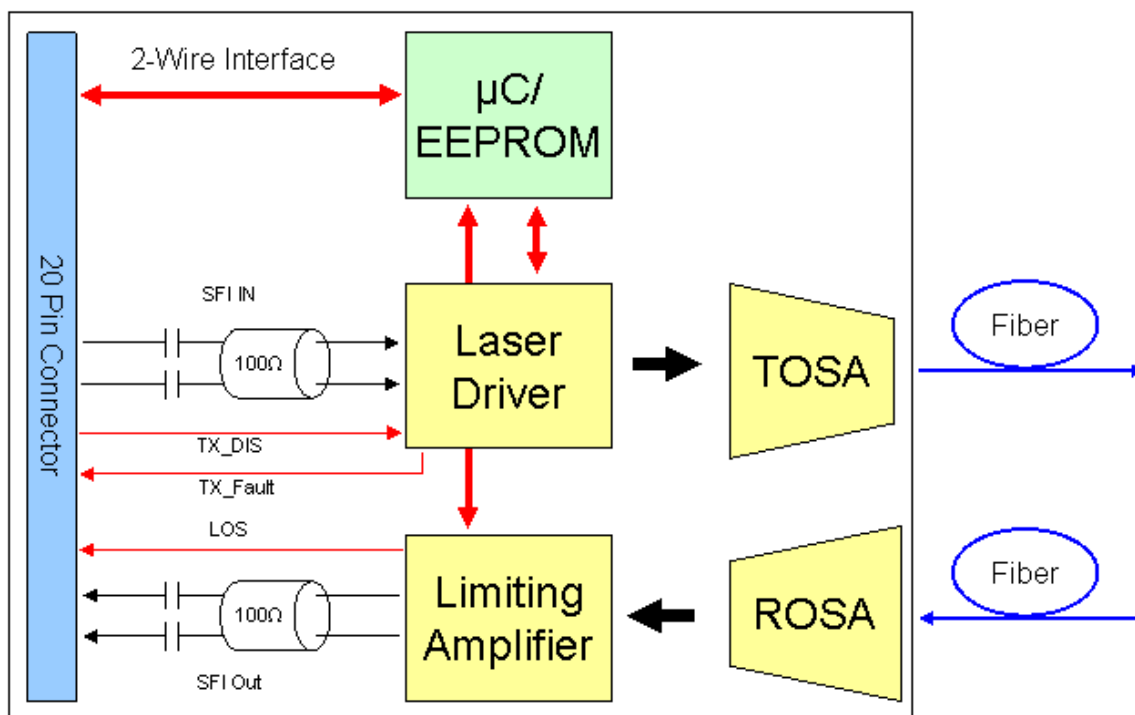 2-Wire Interface
µC/
EEPROM
20 Pin Connector
SFI IN
100Ω
Laser
Driver
TOSA
Fiber
TX_DIS
TX_Fault
LOS
100Ω
Limiting
Amplifier
ROSA
Fiber
SFI Out